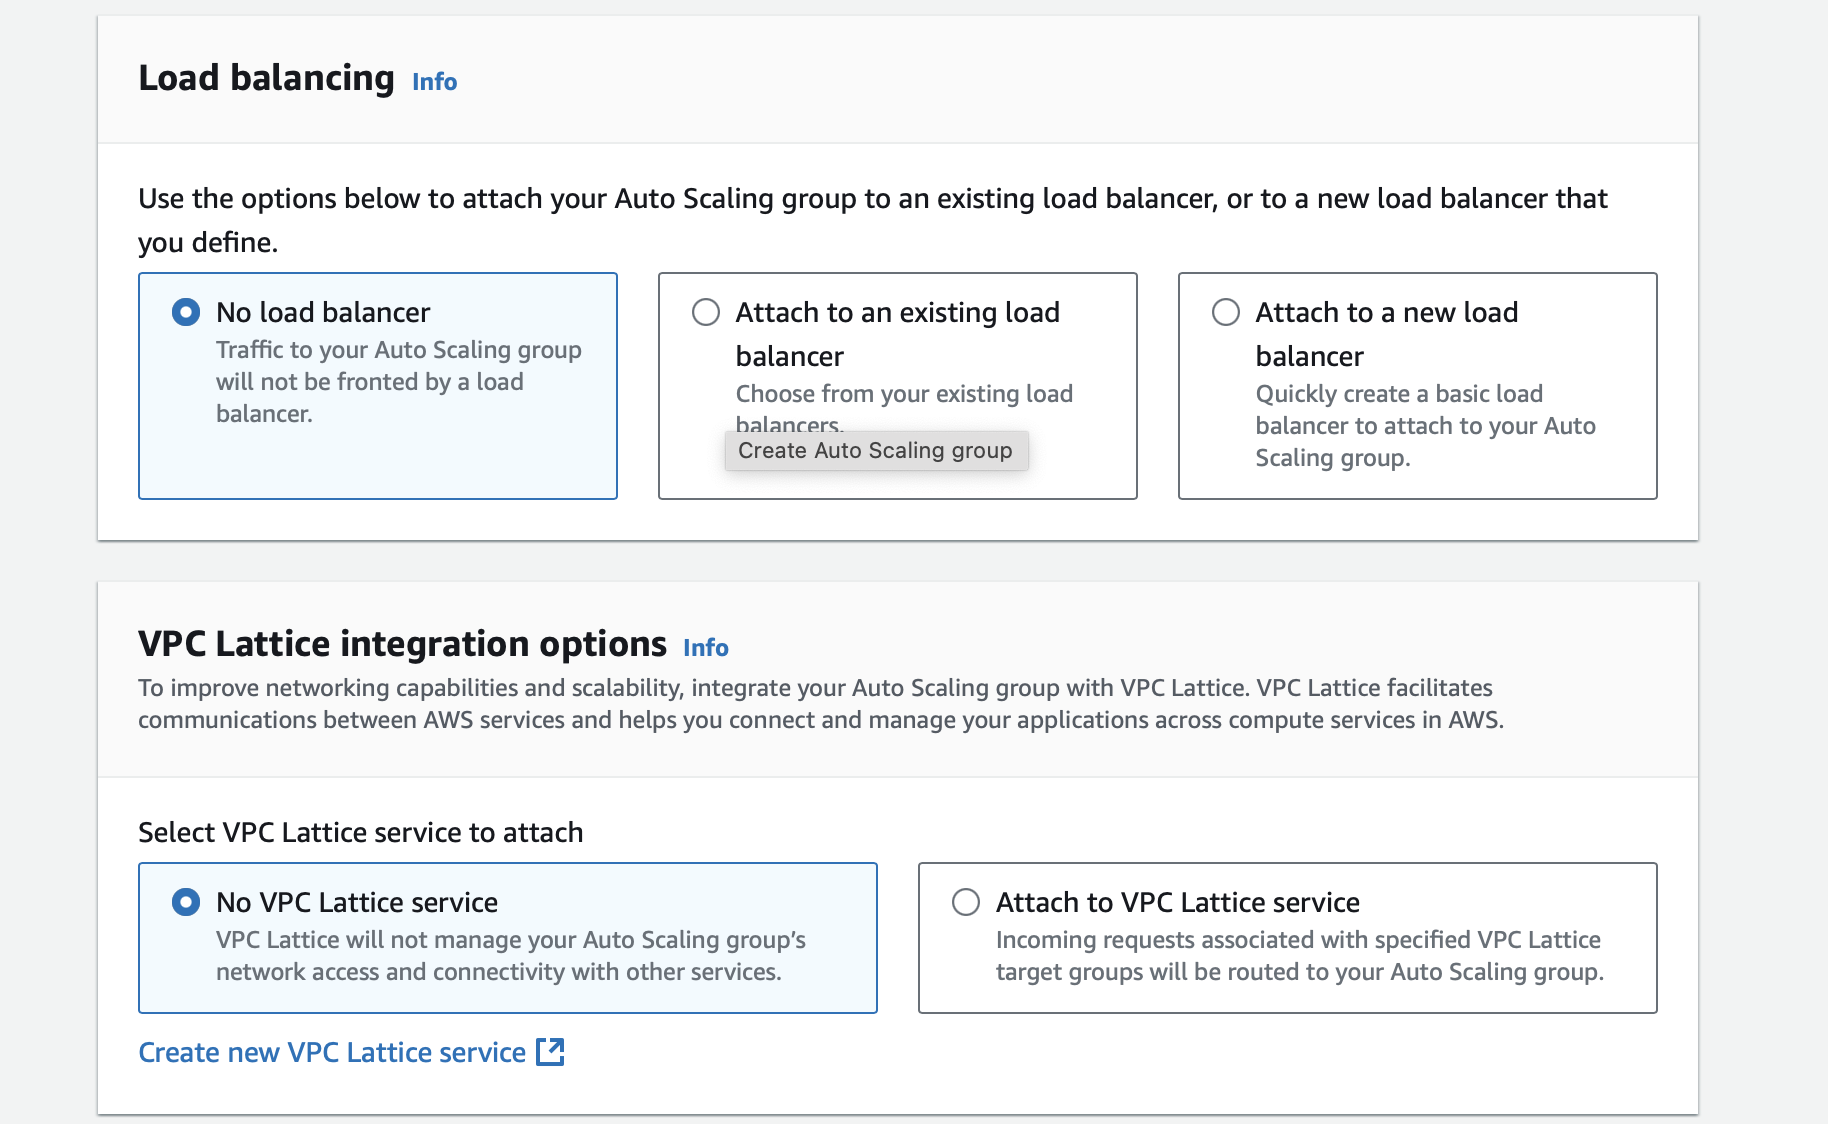 Load balancing Info
Use the options below to attach your Auto Scaling group to an existing load balancer, or to a new load balancer that
you define.
No load balancer
Traffic to your Auto Scaling group
will not be fronted by a load
balancer.
Attach to an existing load
balancer
Choose from your existing load
balancers.
Create Auto Scaling group
Attach to a new load
balancer
Quickly create a basic load
balancer to attach to your Auto
Scaling group.
VPC Lattice integration options Info
To improve networking capabilities and scalability, integrate your Auto Scaling group with VPC Lattice. VPC Lattice facilitates
communications between AWS services and helps you connect and manage your applications across compute services in AWS.
Select VPC Lattice service to attach
No VPC Lattice service
VPC Lattice will not manage your Auto Scaling group’s
network access and connectivity with other services.
Attach to VPC Lattice service
Incoming requests associated with specified VPC Lattice
target groups will be routed to your Auto Scaling group.
Create new VPC Lattice service